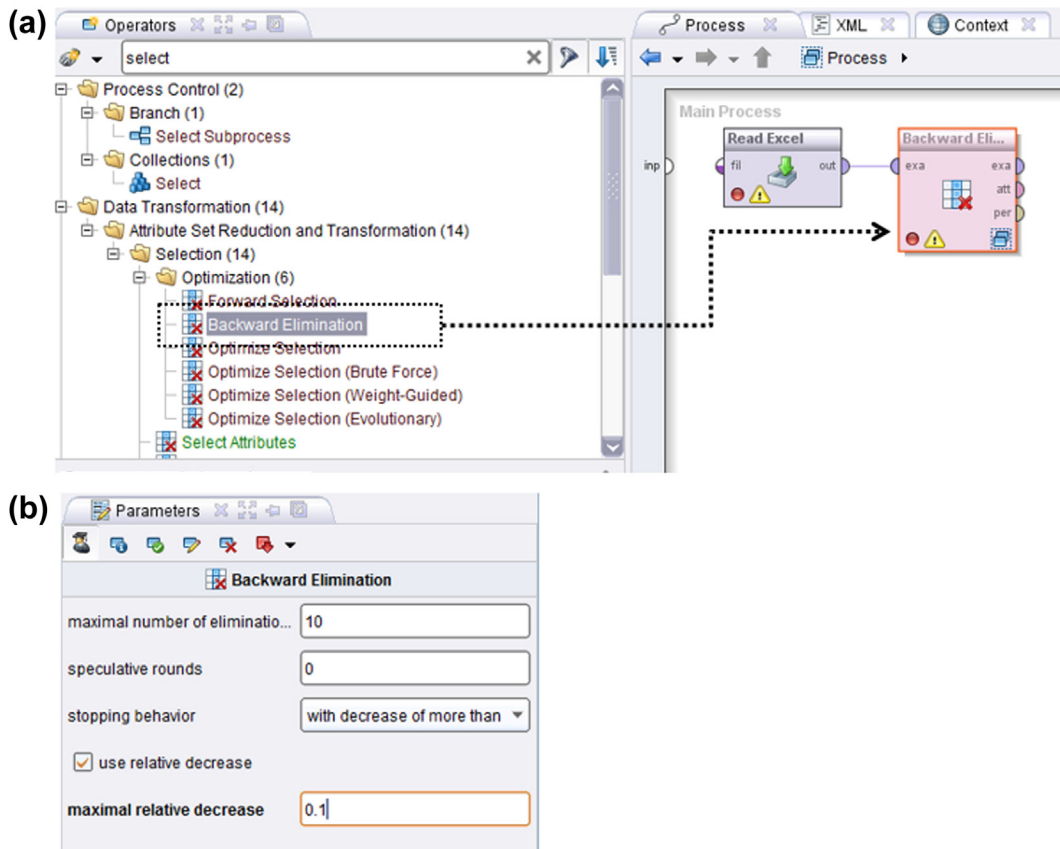 (a)
Operators
select
Process Control (2)
Branch (1)
Select Subprocess
Collections (1)
Select
Data Transformation (14)
Attribute Set Reduction and Transformation (14)
Selection (14)
Optimization (6)
Forward Selection
Backward Elimination
Optimize Selection
Optimize Selection (Brute Force)
Optimize Selection (Weight-Guided)
Optimize Selection (Evolutionary)
Select Attributes
Process XML Context
Process
Main Process
Read Excel Backward Eli...
inp fil out exa exa
att
per
(b)
Parameters
Backward Elimination
maximal number of eliminatio... 10
speculative rounds 0
stopping behavior with decrease of more than
use relative decrease
maximal relative decrease 0.1